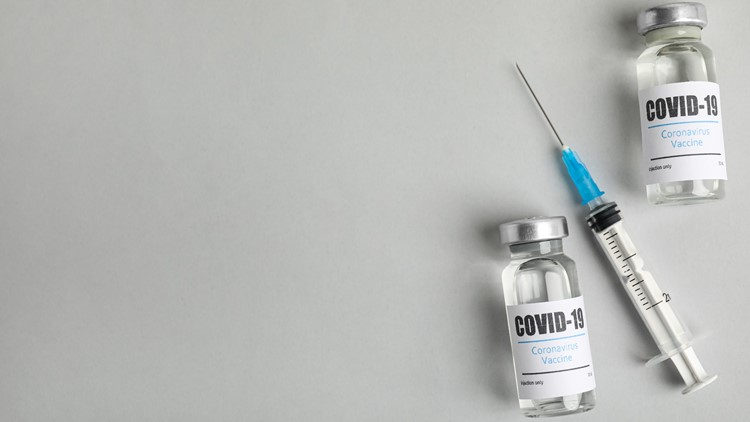 COVID-19
Coronavirus
Vaccine
Injection only
COVID-19
Coronavirus
Vaccine
Injection only